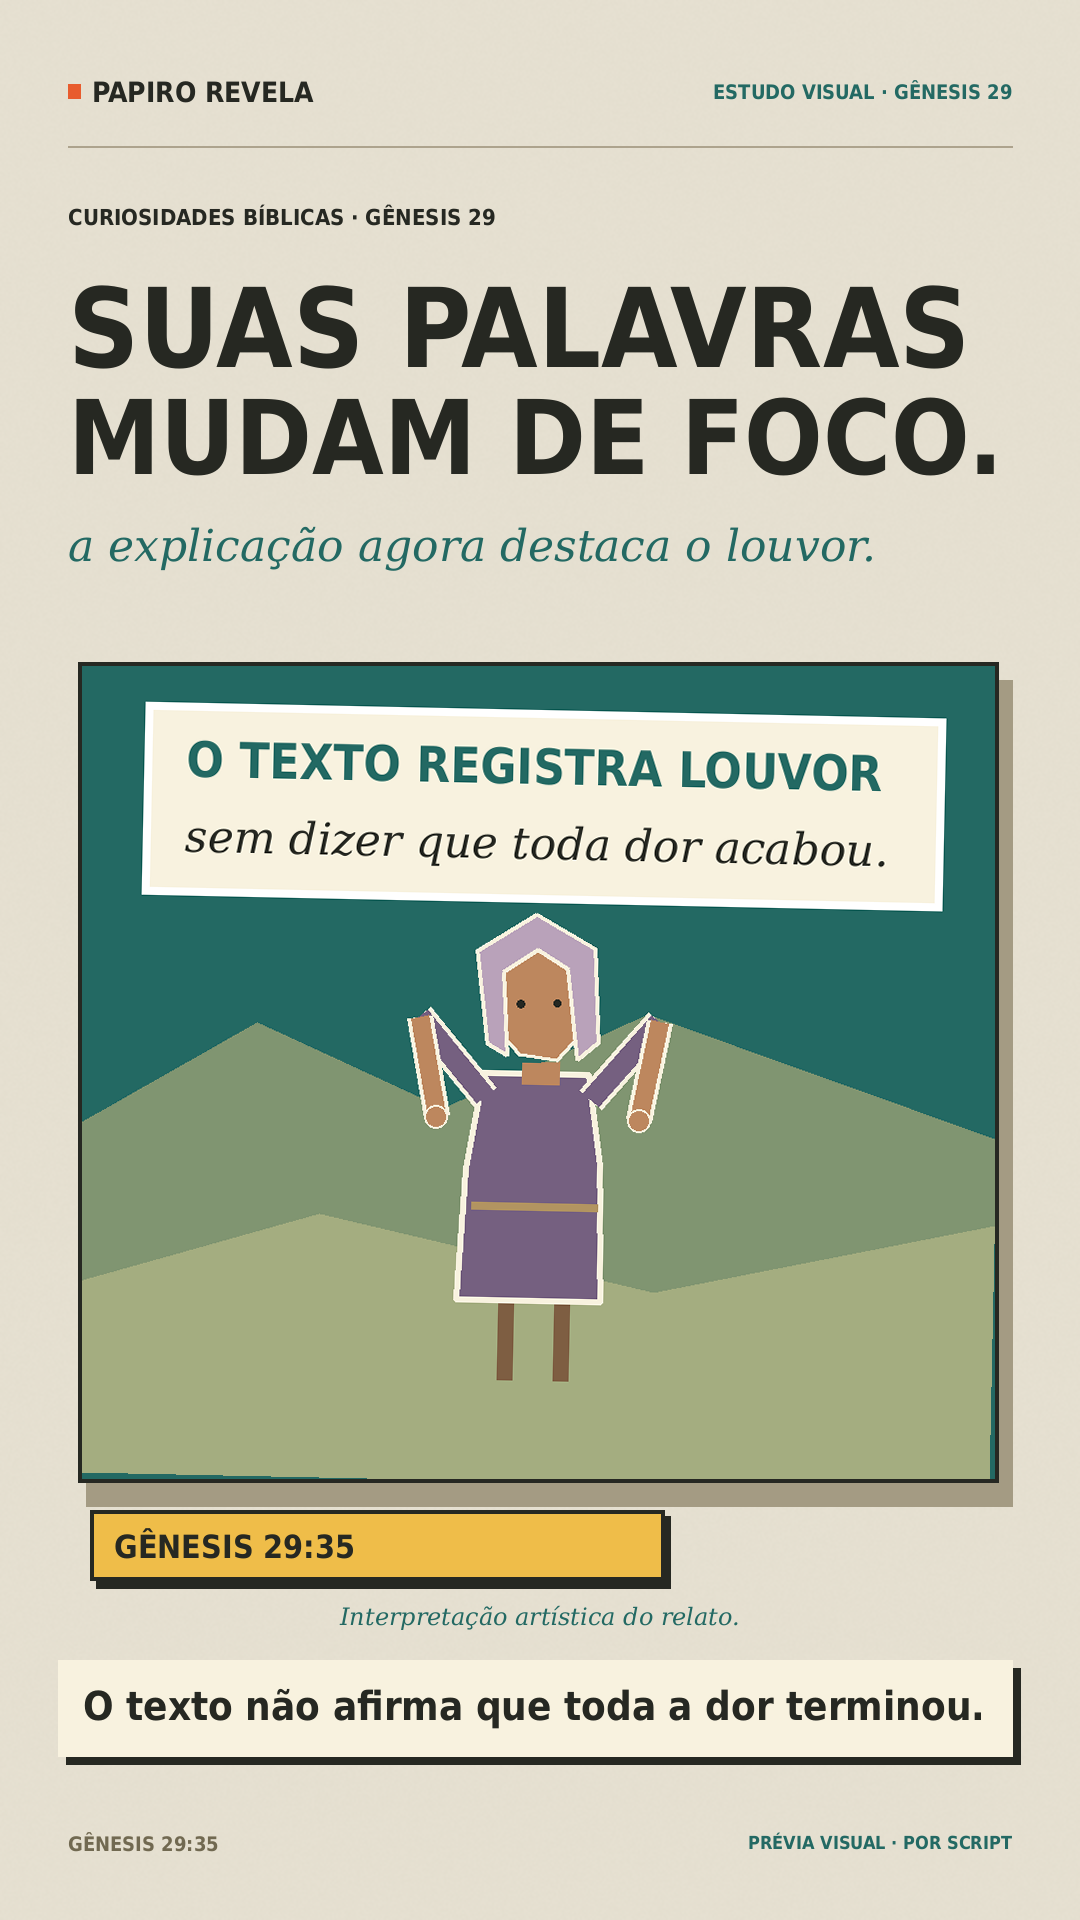 PAPIRO REVELA
ESTUDO VISUAL · GÊNESIS 29
CURIOSIDADES BÍBLICAS · GÊNESIS 29
SUAS PALAVRAS
MUDAM DE FOCO.
a explicação agora destaca o louvor.
O TEXTO REGISTRA LOUVOR
sem dizer que toda dor acabou.
GÊNESIS 29:35
Interpretação artística do relato.
O texto não afirma que toda a dor terminou.
GÊNESIS 29:35
PRÉVIA VISUAL · POR SCRIPT